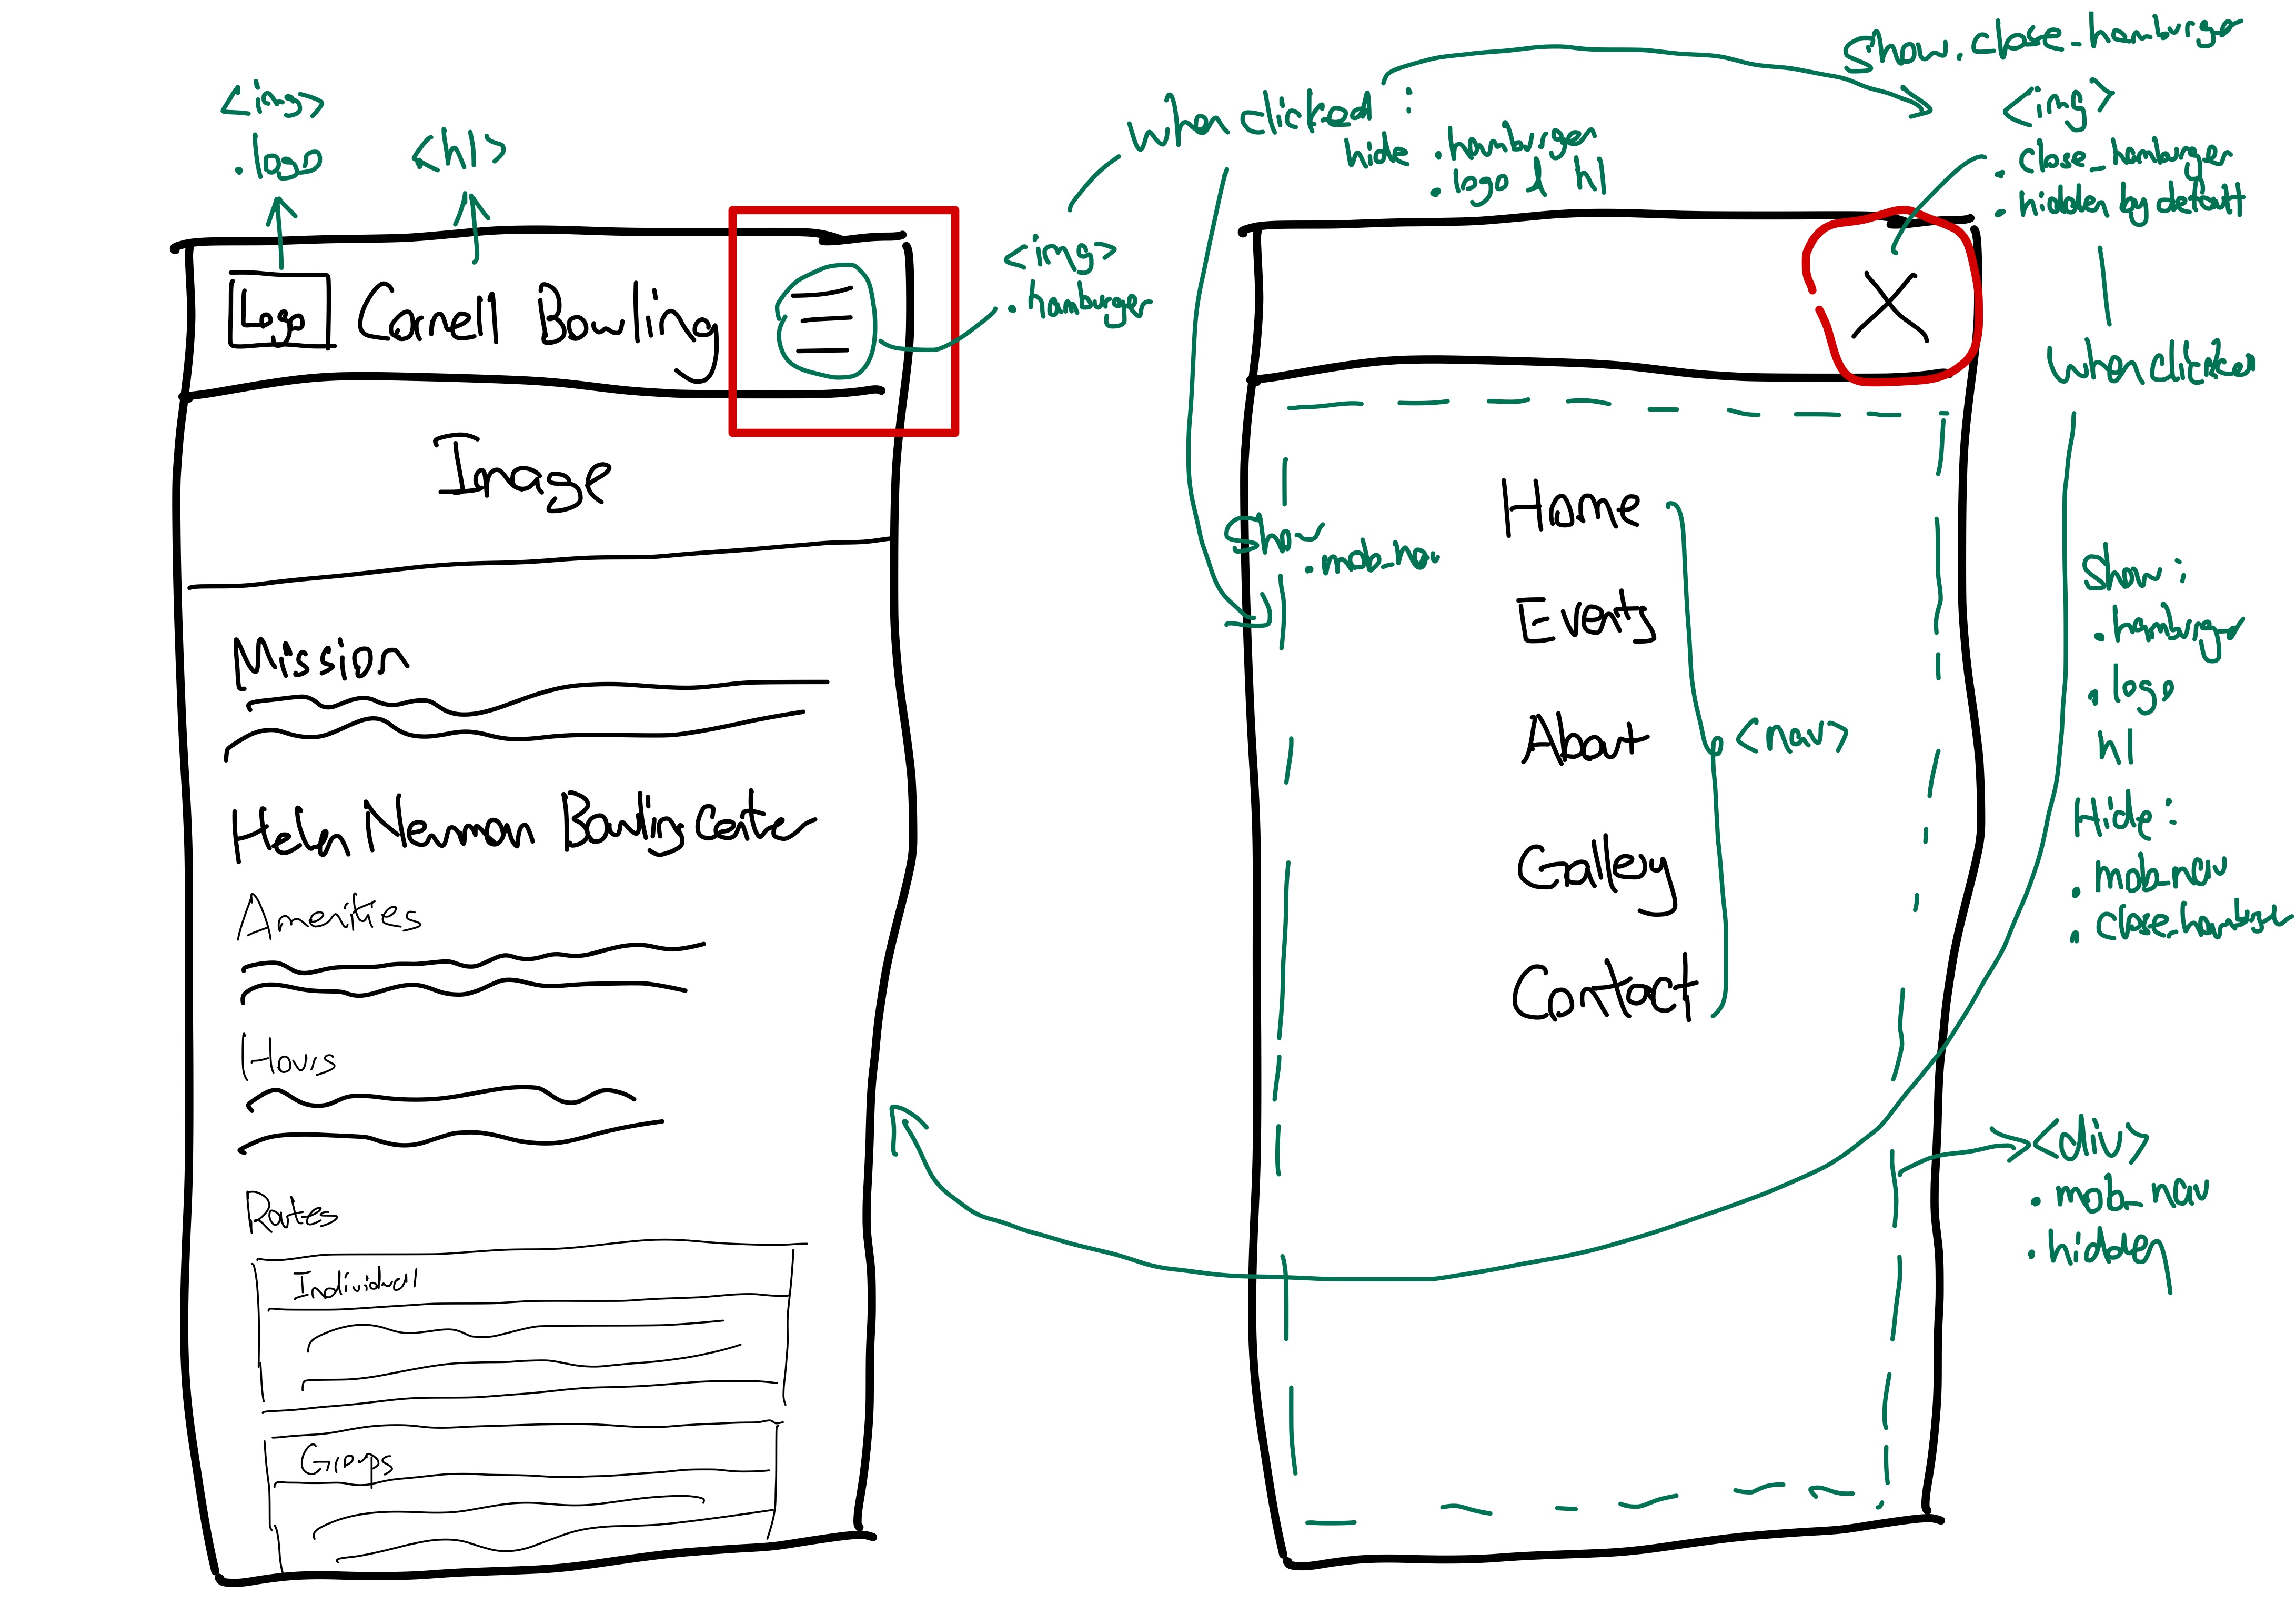 <img>
.logo
<h1>
Logo
Cornell Bowling
<img>
.hamburger
when clicked :
hide .hamburger
.logo & h1
Show .close_hamburger
<img>
.close_hamburger
.hidden by default
when clicked
Image
Mission
Helen Newman Bowling Center
Amenities
Hours
Rates
Individual
Groups
Show
.mob_nav
Home
Events
About
Gallery
Contact
<nav>
Show :
.hamburger
.logo
h1
Hide :
.mob_nav
.close_hamburger
<div>
.mob_nav
.hidden